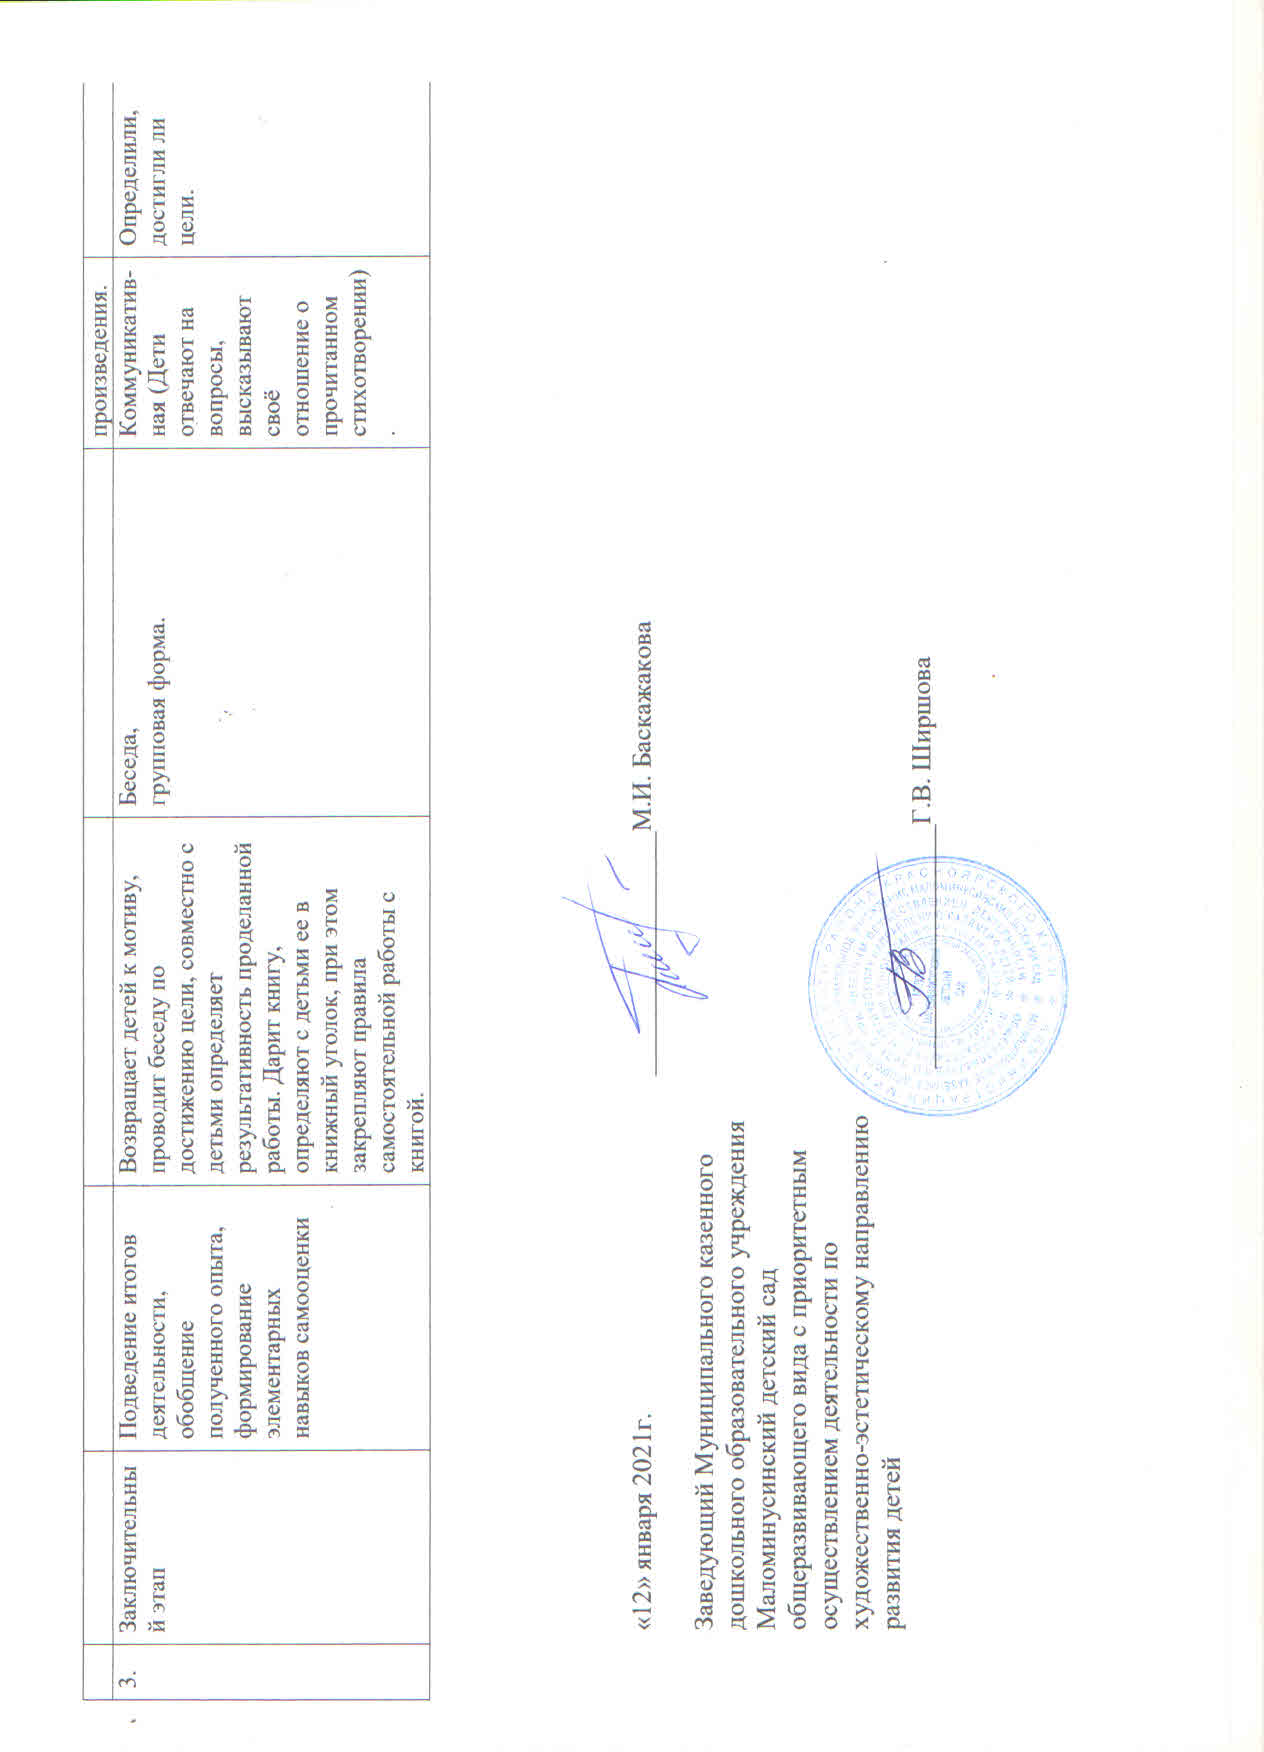 произведения.
3.
Заключительны
й этап
Подведение итогов
деятельности,
обобщение
полученного опыта,
формирование
элементарных
навыков самооценки
Возвращает детей к мотиву,
проводит беседу по
достижению цели, совместно с
детьми определяет
результативность проделанной
работы. Дарит книгу,
определяют с детьми ее в
книжный уголок, при этом
закрепляют правила
самостоятельной работы с
книгой.
Беседа,
групповая форма.
Коммуникатив-
ная (Дети
отвечают на
вопросы,
высказывают
своё
отношение о
прочитанном
стихотворении)
.
Определили,
достигли ли
цели.
«12» января 2021г.
М.И. Баскажакова
Заведующий Муниципального казенного
дошкольного образовательного учреждения
Маломинусинский детский сад
общеразвивающего вида с приоритетным
осуществлением деятельности по
художественно-эстетическому направлению
развития детей
Г.В. Ширшова